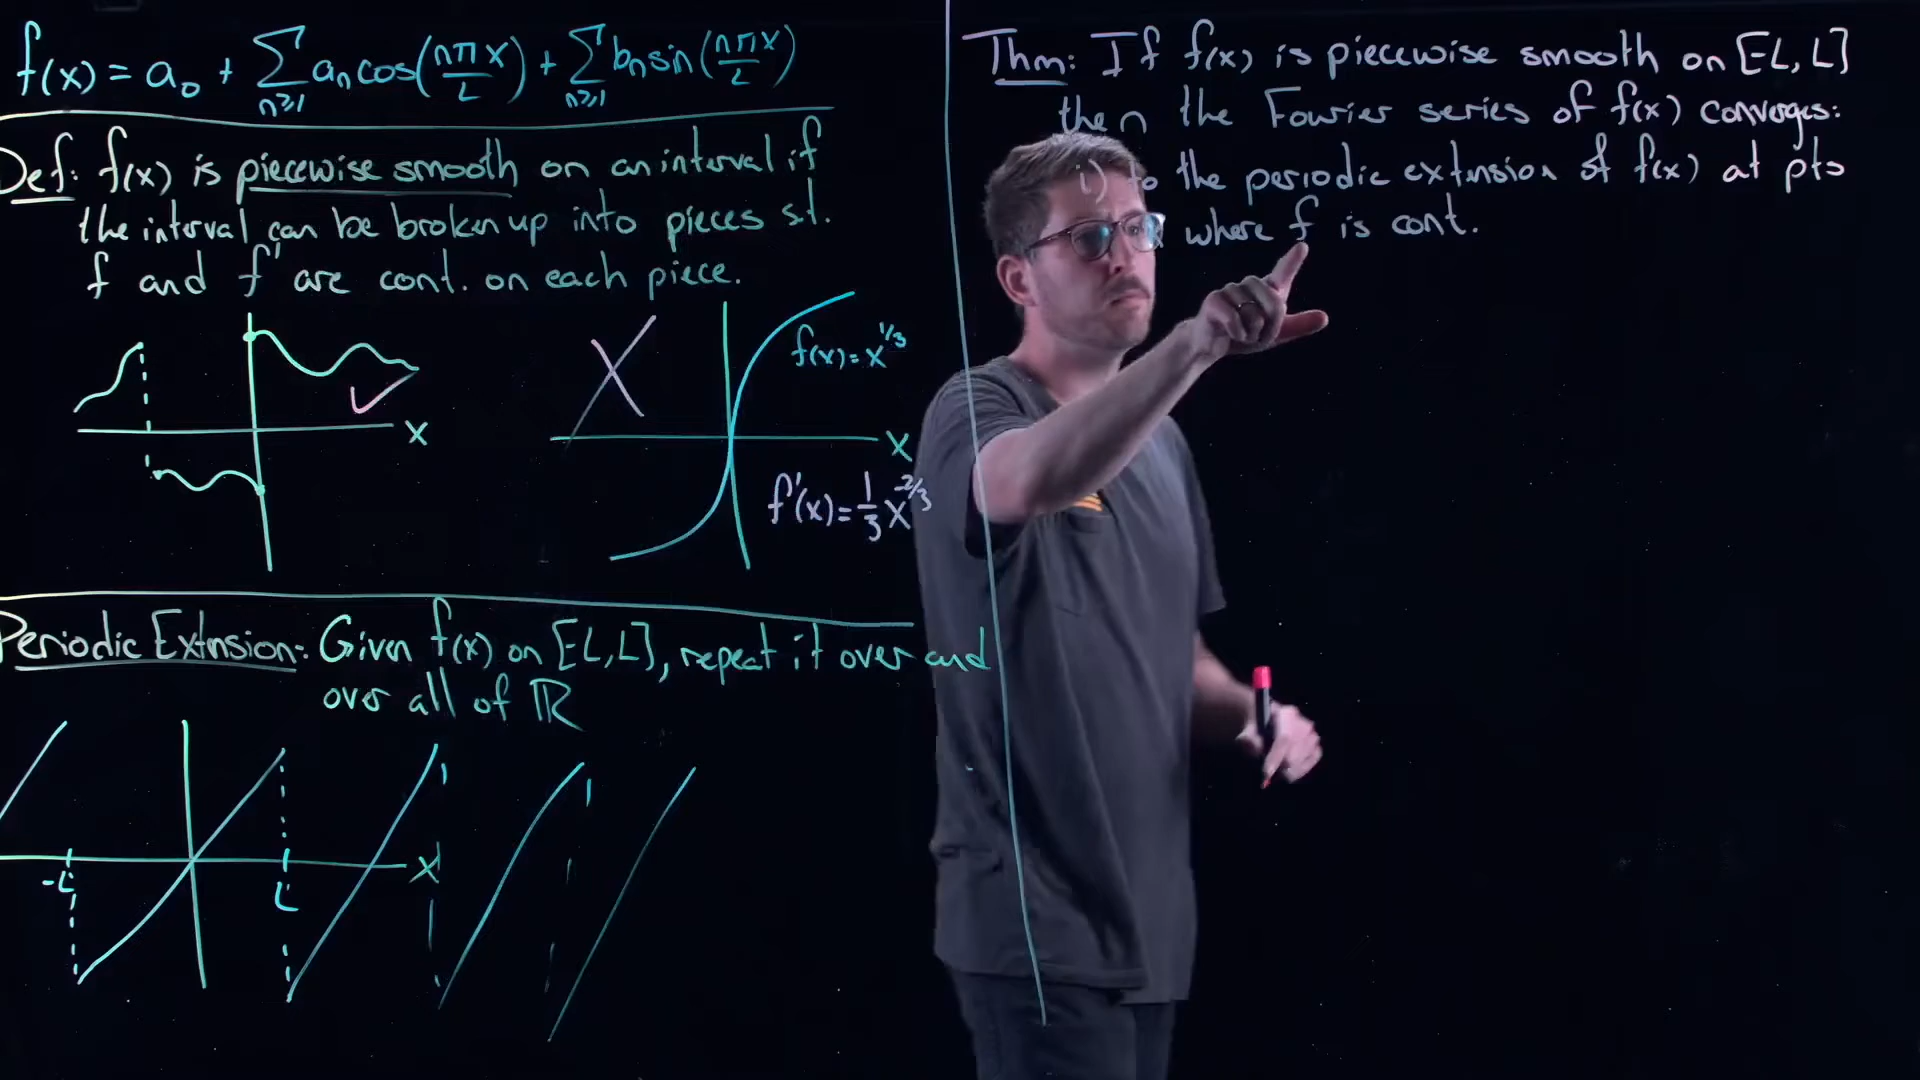 f(x) = a₀ + ∑ aₙcos(nπx/L) + ∑ bₙsin(nπx/L)
n≥1 n≥1
Def: f(x) is piecewise smooth on an interval if
the interval can be broken up into pieces s.t.
f and f' are cont. on each piece.
f(x) = x^1/3
X
X
f'(x) = 1/3 x^-2/3
Periodic Extnsion: Given f(x) on [-L, L], repeat it over and
over all of ℝ
-L
L
X
Thm: If f(x) is piecewise smooth on [-L, L]
then the Fourier series of f(x) converges:
i) to the periodic extension of f(x) at pts
where f is cont.